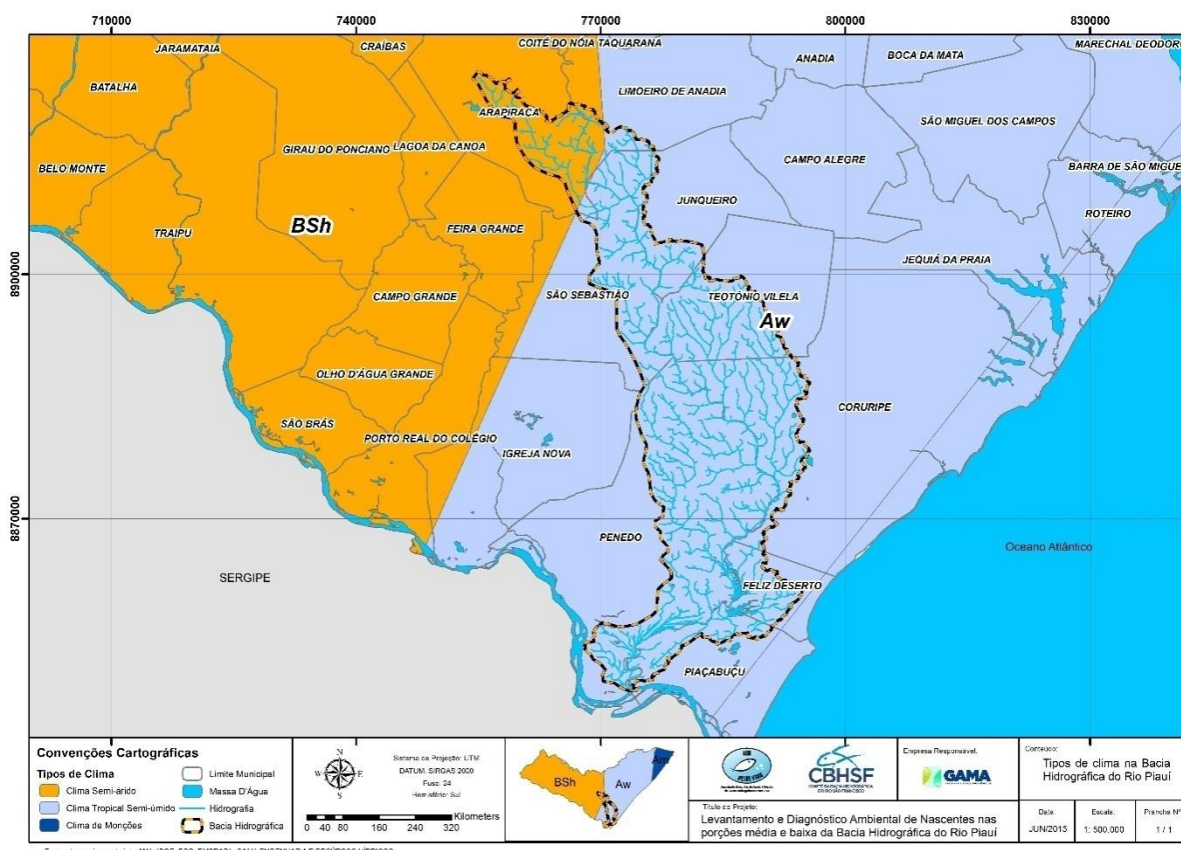 710000 740000 770000 800000 830000
JARAMATAIA
CRAÍBAS
COITÉ DO NÓIA
TAQUARANA
ANADIA
BOCA DA MATA
MARECHAL DEODORO
BATALHA
LIMOEIRO DE ANADIA
ARAPIRACA
SÃO MIGUEL DOS CAMPOS
GIRAU DO PONCIANO
LAGOA DA CANOA
BELO MONTE
CAMPO ALEGRE
BARRA DE SÃO MIGUE
JUNQUEIRO
ROTEIRO
TRAIPU
BSh
FEIRA GRANDE
JEQUIÁ DA PRAIA
8900000
CAMPO GRANDE
SÃO SEBASTIÃO
TEOTÔNIO VILELA
Aw
OLHO D'ÁGUA GRANDE
CORURIPE
SÃO BRÁS
PORTO REAL DO COLÉGIO
IGREJA NOVA
8870000
PENEDO
Oceano Atlântico
SERGIPE
FELIZ DESERTO
PIAÇABUÇU
Convenções Cartográficas
Tipos de Clima
Clima Semi-árido
Clima Tropical Semi-úmido
Clima de Monções
Limite Municipal
Massa D'Água
Hidrografia
Bacia Hidrográfica
N
Sistema de Projeção: UTM
DATUM: SIRGAS 2000
Fuso: 24
Hemisfério: Sul
Kilometers
0 40 80 160 240 320
BSh
Aw
Am
CBHSF
Empresa Responsável:
GAMA
Título do Projeto:
Levantamento e Diagnóstico Ambiental de Nascentes nas
porções média e baixa da Bacia Hidrográfica do Rio Piauí
Conteúdo:
Tipos de clima na Bacia
Hidrográfica do Rio Piauí
Data:
JUN/2015
Escala:
1: 500.000
Prancha Nº
1 / 1